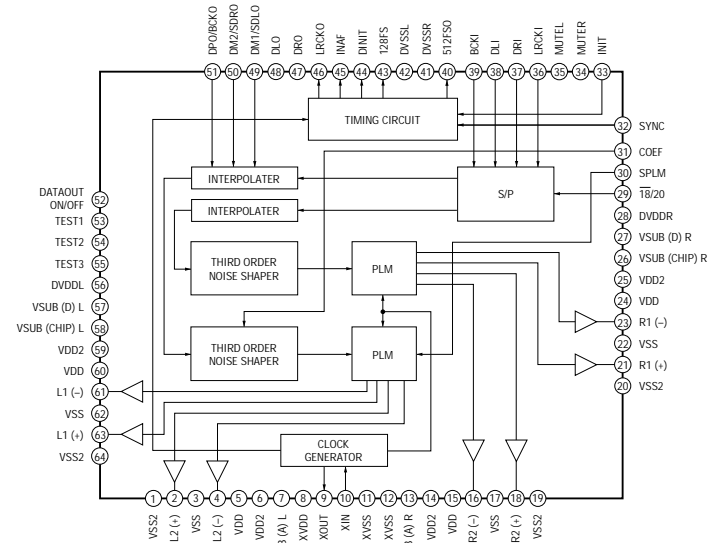 DPO/BCKO
DM2/SDRO
DM1/SDLO
DLO
DRO
LRCKO
INAF
DINIT
128FS
DVSSL
DVSSR
512FSO
BCKI
DLI
DRI
LRCKI
MUTEL
MUTER
INIT
51
50
49
48
47
46
45
44
43
42
41
40
39
38
37
36
35
34
33
TIMING CIRCUIT
32 SYNC
31 COEF
30 SPLM
29 18/20
28 DVDDR
27 VSUB (D) R
26 VSUB (CHIP) R
25 VDD2
24 VDD
23 R1 (–)
22 VSS
21 R1 (+)
20 VSS2
INTERPOLATER
S/P
INTERPOLATER
THIRD ORDER
NOISE SHAPER
PLM
THIRD ORDER
NOISE SHAPER
PLM
CLOCK
GENERATOR
DATAOUT
ON/OFF 52
TEST1 53
TEST2 54
TEST3 55
DVDDL 56
VSUB (D) L 57
VSUB (CHIP) L 58
VDD2 59
VDD 60
L1 (–) 61
VSS 62
L1 (+) 63
VSS2 64
1
2
3
4
5
6
7
8
9
10
11
12
13
14
15
16
17
18
19
VSS2
L2 (+)
VSS
L2 (–)
VDD
VDD2
B (A) L
XVDD
XOUT
XIN
XVSS
XVSS
B (A) R
VDD2
VDD
R2 (–)
VSS
R2 (+)
VSS2